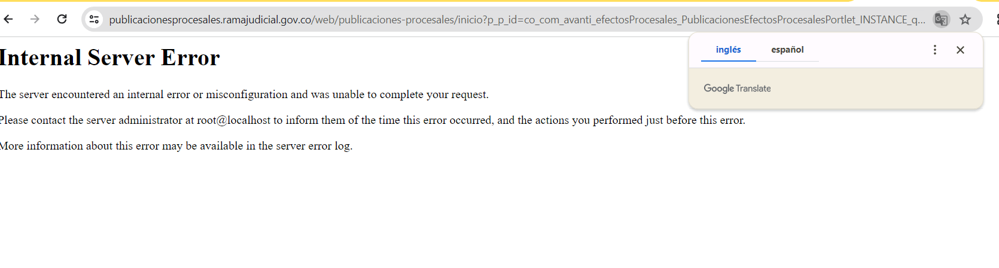 publicacionesprocesales.ramajudicial.gov.co/web/publicaciones-procesales/inicio?p_p_id=co_com_avanti_efectosProcesales_PublicacionesEfectosProcesalesPortlet_INSTANCE_q...
inglés español
Google Translate
Internal Server Error
The server encountered an internal error or misconfiguration and was unable to complete your request.
Please contact the server administrator at root@localhost to inform them of the time this error occurred, and the actions you performed just before this error.
More information about this error may be available in the server error log.